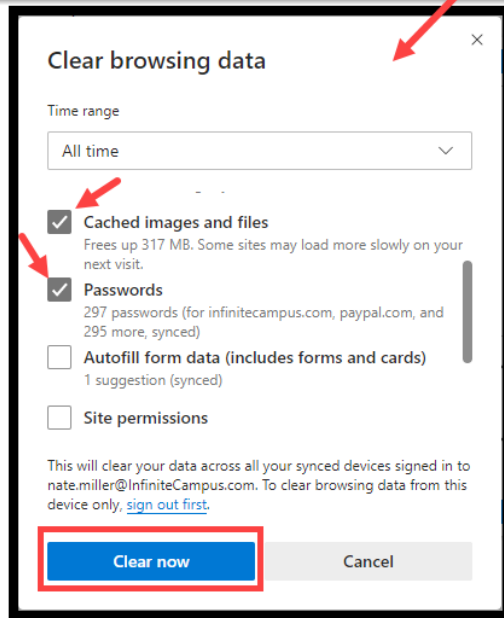 Clear browsing data
Time range
All time
Cached images and files
Frees up 317 MB. Some sites may load more slowly on your
next visit.
Passwords
297 passwords (for infinitecampus.com, paypal.com, and
295 more, synced)
Autofill form data (includes forms and cards)
1 suggestion (synced)
Site permissions
This will clear your data across all your synced devices signed in to
nate.miller@InfiniteCampus.com. To clear browsing data from this
device only, sign out first.
Clear now
Cancel